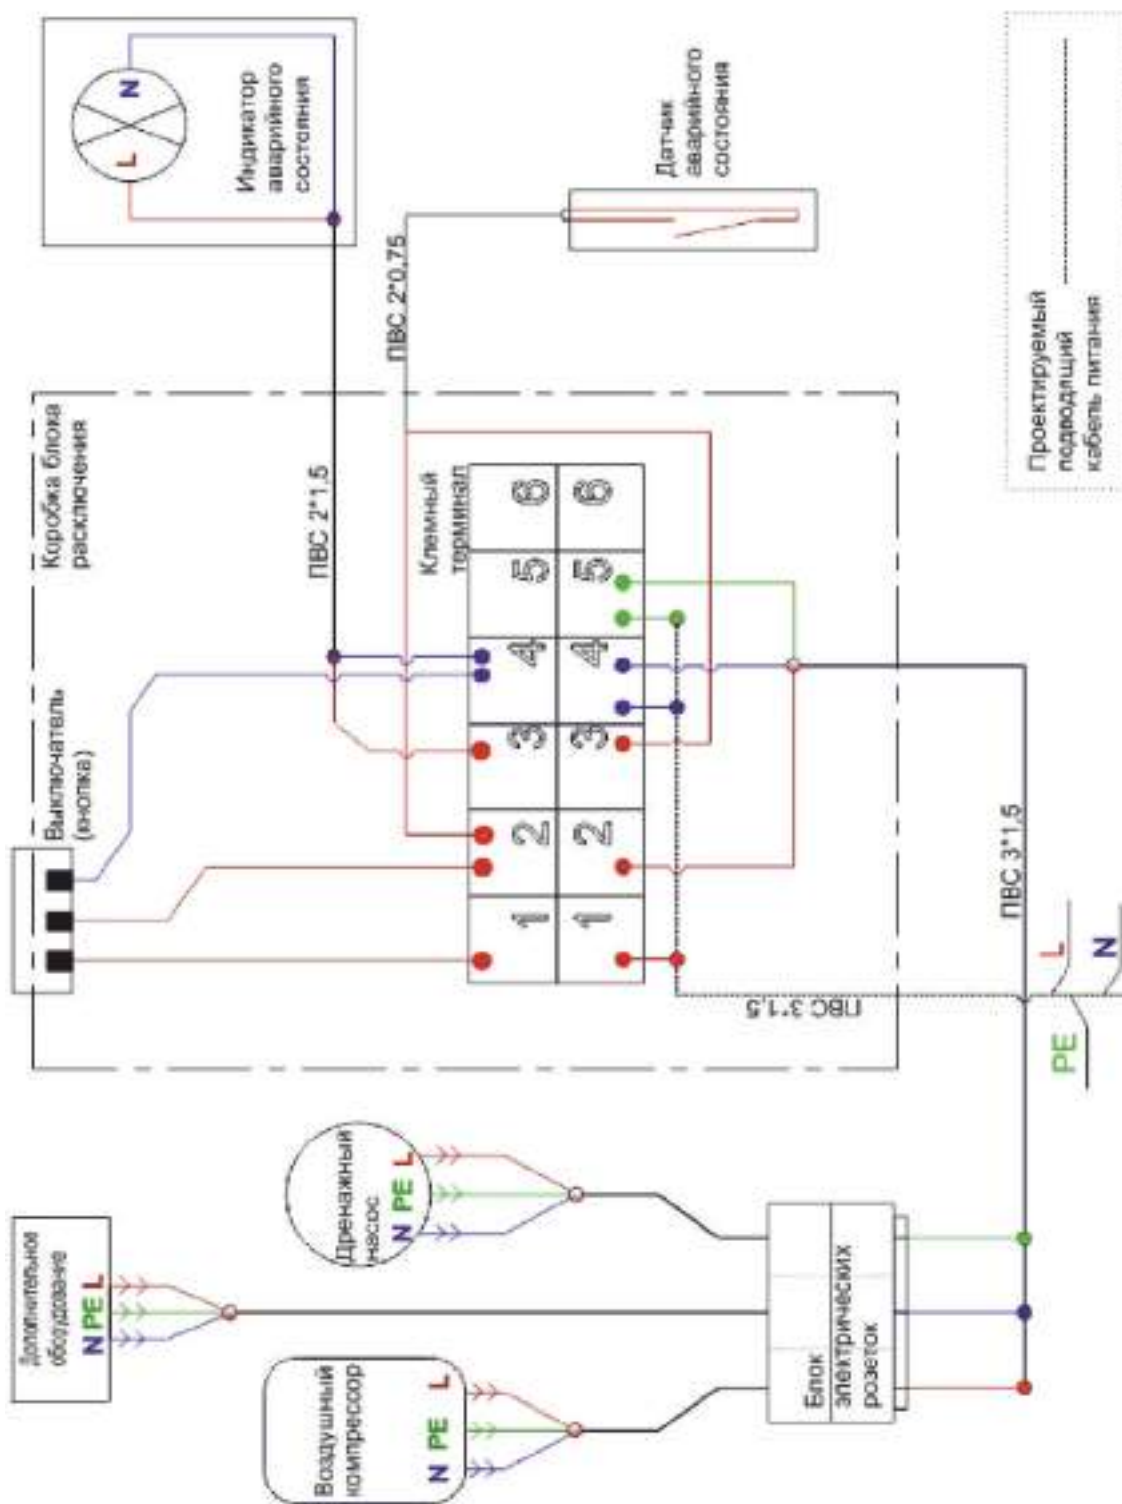 Дополнительное
оборудование
N PE L
Воздушный
компрессор
N PE L
Дренажный
насос
N PE L
Блок
электрических
розеток
Выключатель
(кнопка)
Коробка блока
расключения
ПВС 2*1,5
Клемный
терминал
1 2 3 4 5 6
1 2 3 4 5 6
ПВС 3*1,5
ПВС 3*1,5
PE
L
N
L N
Индикатор
аварийного
состояния
ПВС 2*0,75
Датчик
аварийного
состояния
Проектируемый
подводящий
кабель питания